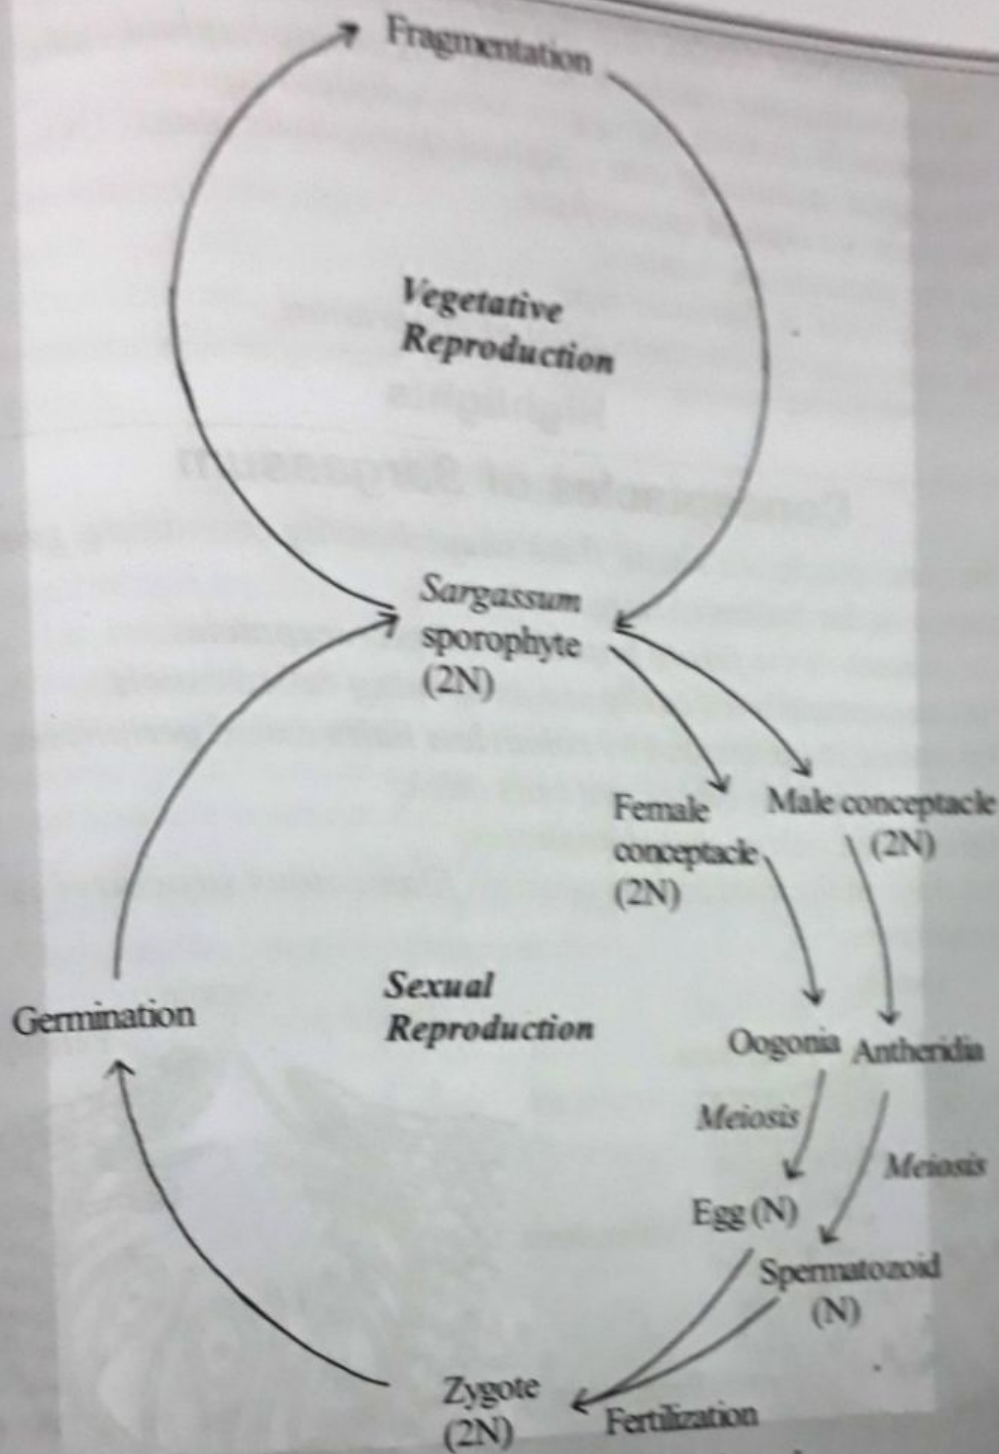 Fragmentation
Vegetative
Reproduction
Sargassum
sporophyte
(2N)
Female
conceptacle
(2N)
Male conceptacle
(2N)
Germination
Sexual
Reproduction
Oogonia
Antheridia
Meiosis
Meiosis
Egg (N)
Spermatozoid
(N)
Zygote
(2N)
Fertilization